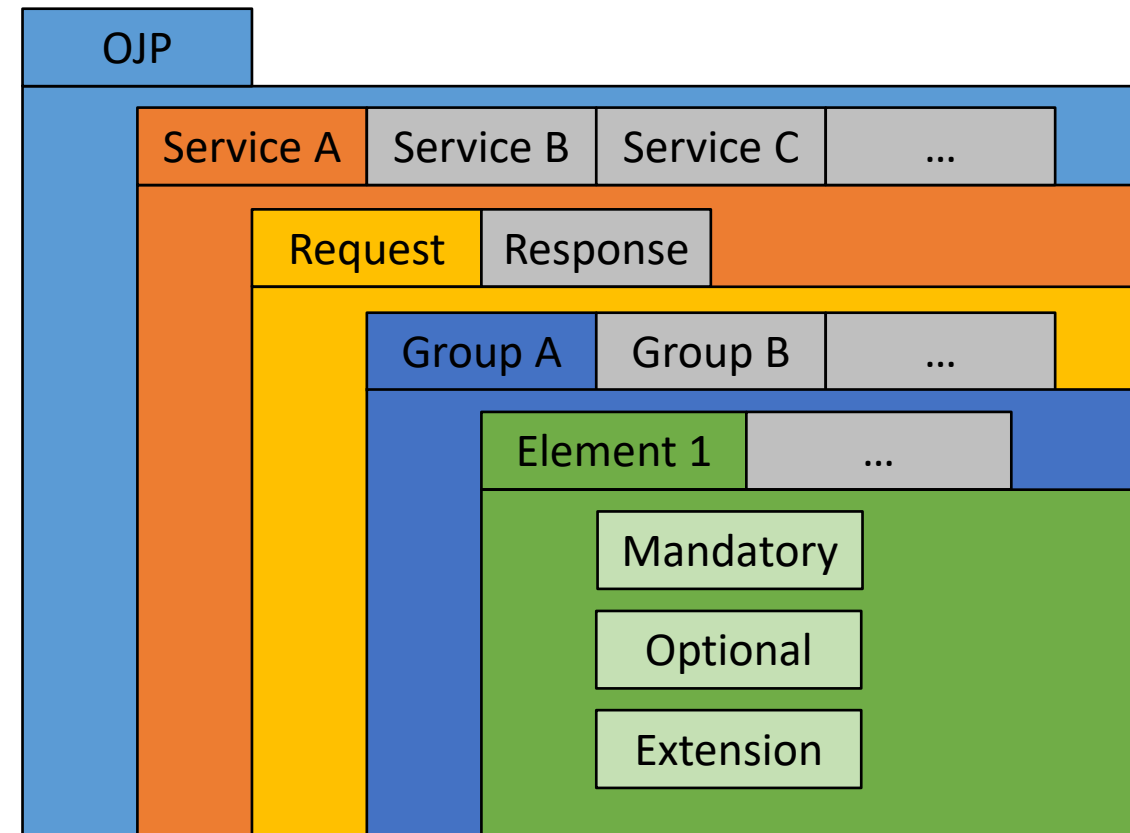 OJP
Service A Service B Service C ...
Request Response
Group A Group B ...
Element 1 ...
Mandatory
Optional
Extension